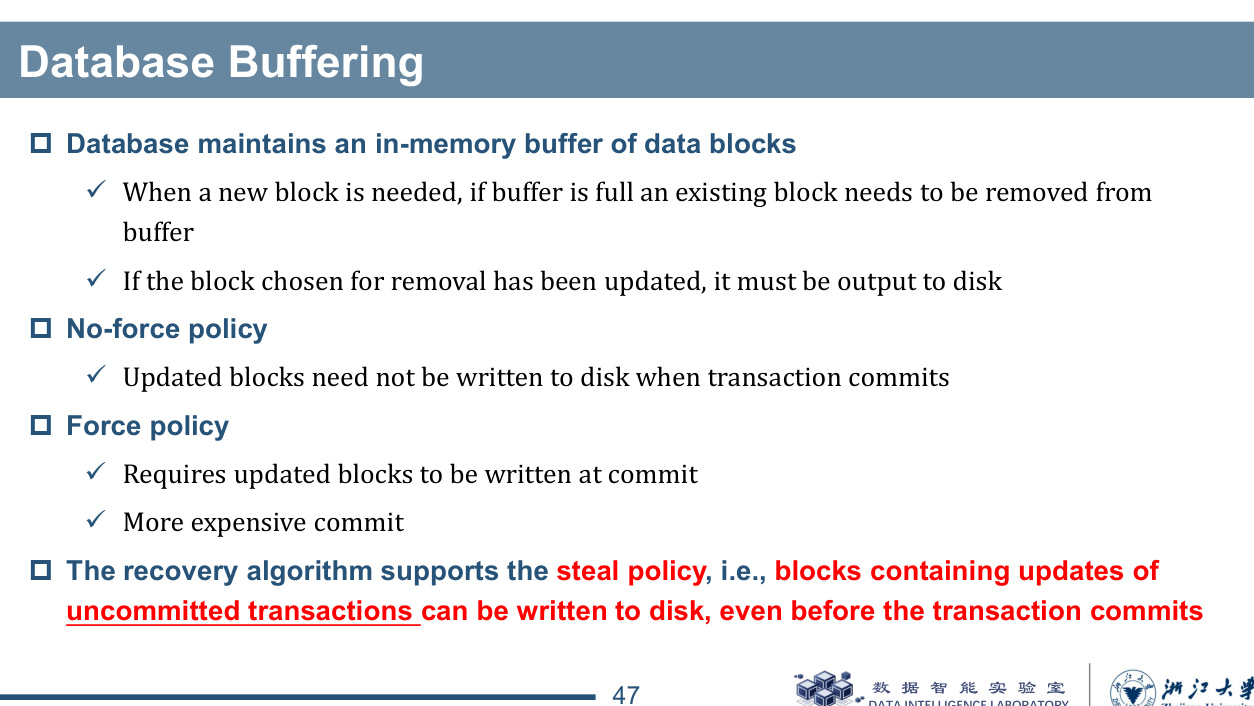 Database Buffering
Database maintains an in-memory buffer of data blocks
When a new block is needed, if buffer is full an existing block needs to be removed from
buffer
If the block chosen for removal has been updated, it must be output to disk
No-force policy
Updated blocks need not be written to disk when transaction commits
Force policy
Requires updated blocks to be written at commit
More expensive commit
The recovery algorithm supports the steal policy, i.e., blocks containing updates of
uncommitted transactions can be written to disk, even before the transaction commits
47
数据智能实验室
DATA INTELLIGENCE LABORATORY
浙江大学